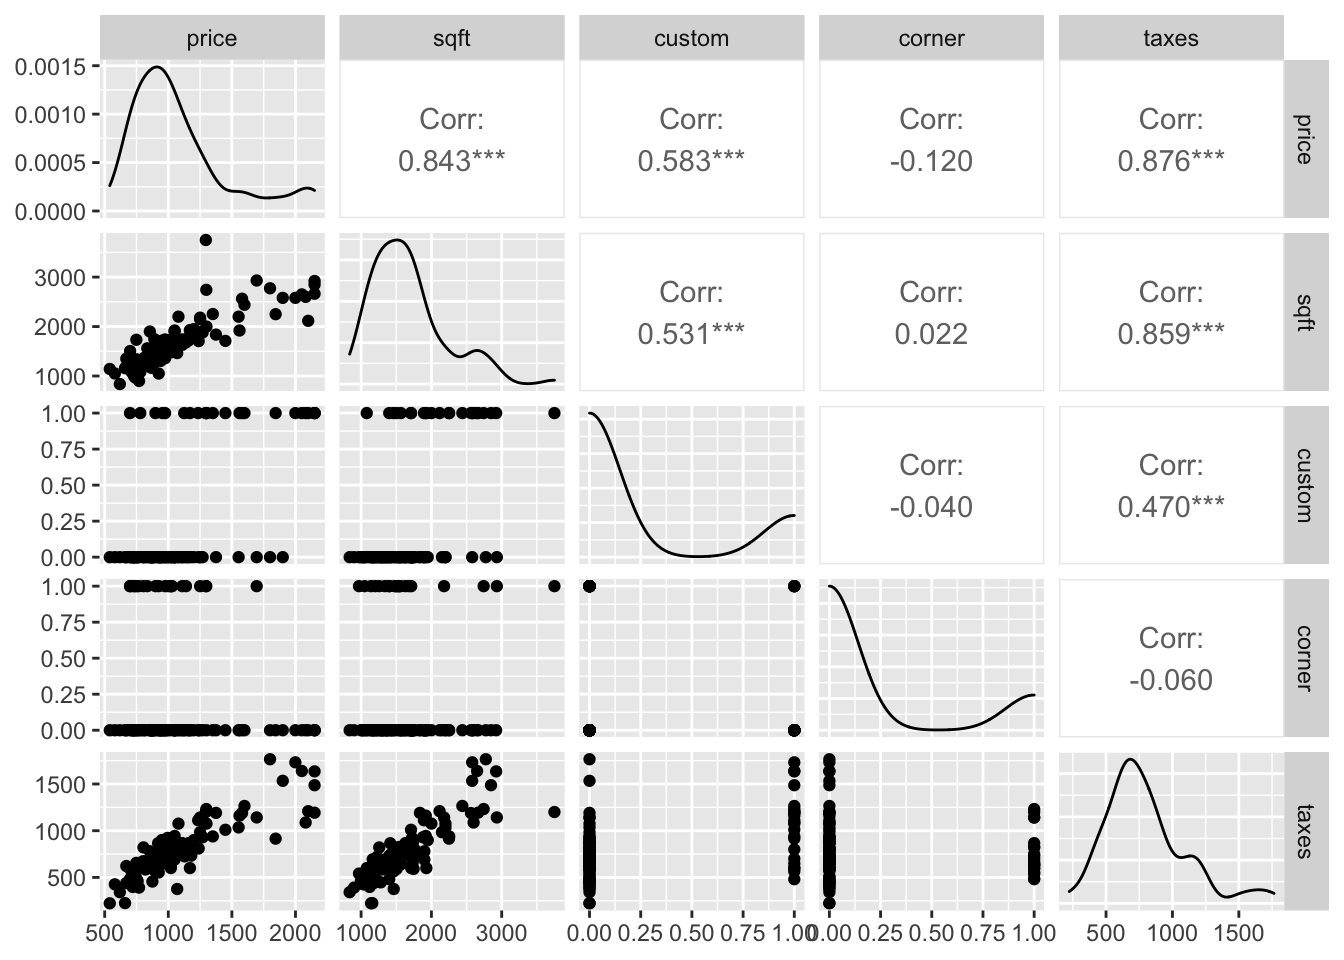 price sqft custom corner taxes
0.0015
0.0010
0.0005
0.0000
Corr:
0.843***
Corr:
0.583***
Corr:
-0.120
Corr:
0.876***
price
3000
2000
1000
Corr:
0.531***
Corr:
0.022
Corr:
0.859***
sqft
1.00
0.75
0.50
0.25
0.00
Corr:
-0.040
Corr:
0.470***
custom
1.00
0.75
0.50
0.25
0.00
Corr:
-0.060
corner
1500
1000
500
taxes
500 1000 1500 2000
1000 2000 3000
0.00 0.25 0.50 0.75 1.00
0.00 0.25 0.50 0.75 1.00
500 1000 1500